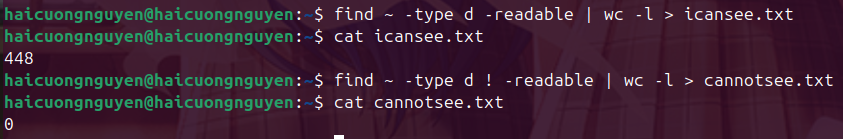 haicuongnguyen@haicuongnguyen:~$ find ~ -type d -readable | wc -l > icansee.txt
haicuongnguyen@haicuongnguyen:~$ cat icansee.txt
448
haicuongnguyen@haicuongnguyen:~$ find ~ -type d ! -readable | wc -l > cannotsee.txt
haicuongnguyen@haicuongnguyen:~$ cat cannotsee.txt
0